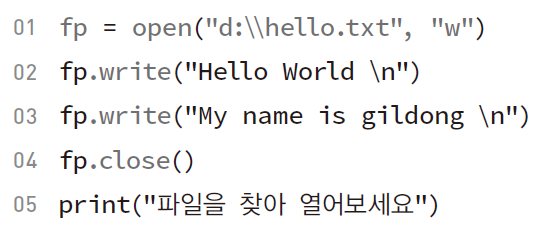 01 fp = open("d:\\hello.txt", "w")
02 fp.write("Hello World \n")
03 fp.write("My name is gildong \n")
04 fp.close()
05 print("파일을 찾아 열어보세요")